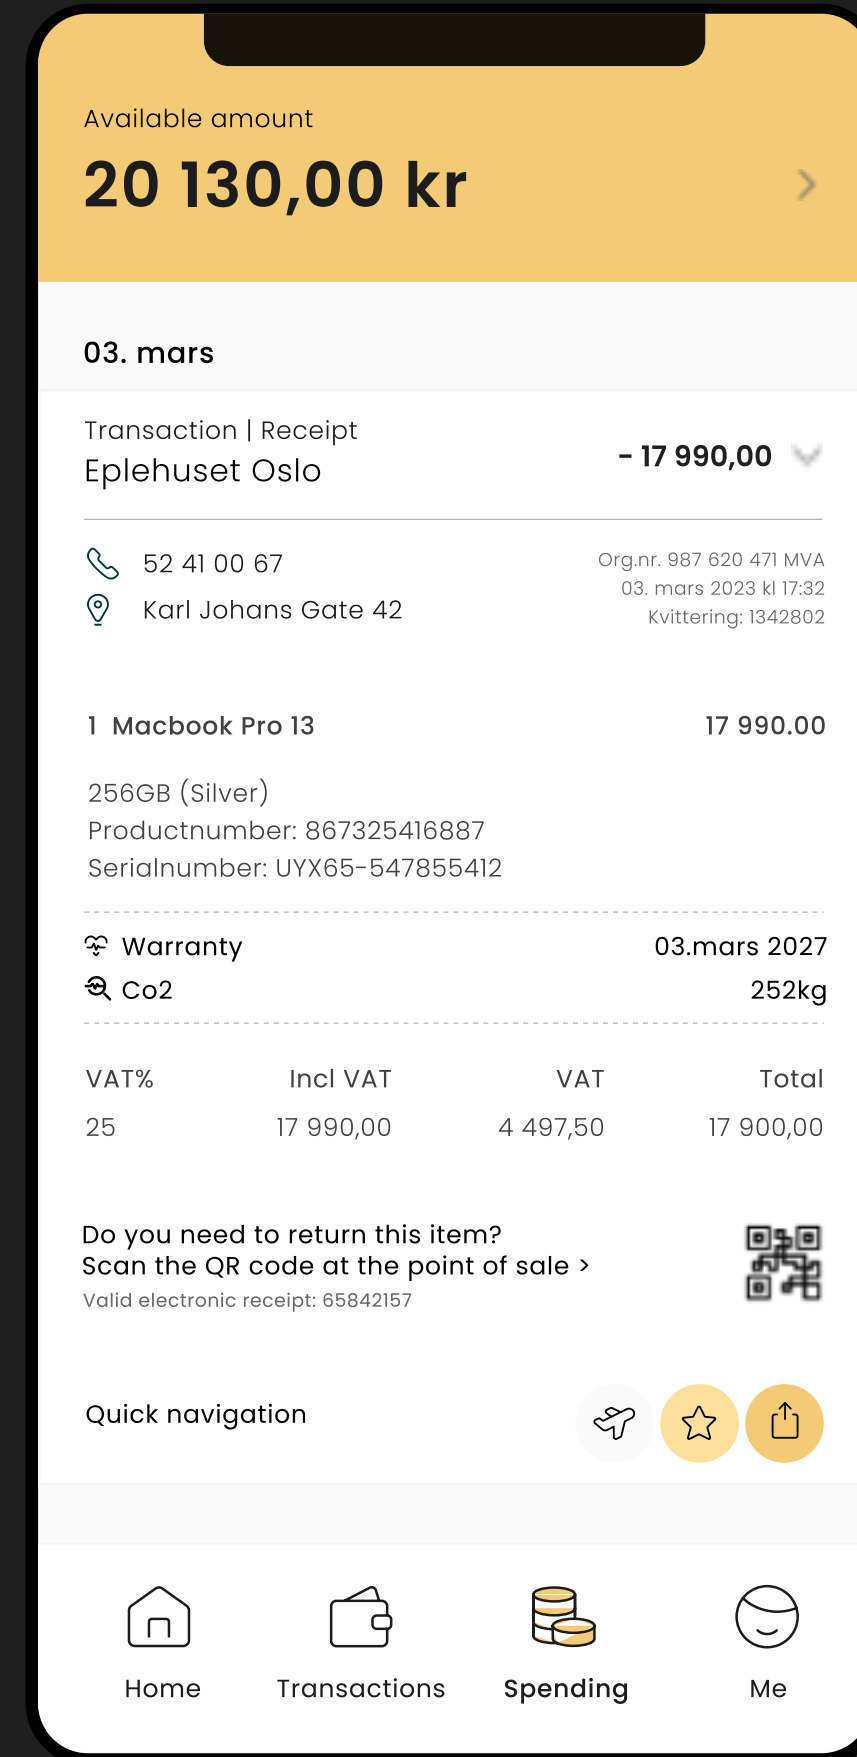 Available amount
20 130,00 kr
03. mars
Transaction | Receipt
Eplehuset Oslo
- 17 990,00
52 41 00 67
Karl Johans Gate 42
Org.nr. 987 620 471 MVA
03. mars 2023 kl 17:32
Kvittering: 1342802
1 Macbook Pro 13 17 990.00
256GB (Silver)
Productnumber: 867325416887
Serialnumber: UYX65-547855412
Warranty 03.mars 2027
Co2 252kg
VAT% Incl VAT VAT Total
25 17 990,00 4 497,50 17 900,00
Do you need to return this item?
Scan the QR code at the point of sale >
Valid electronic receipt: 65842157
Quick navigation
Home Transactions Spending Me